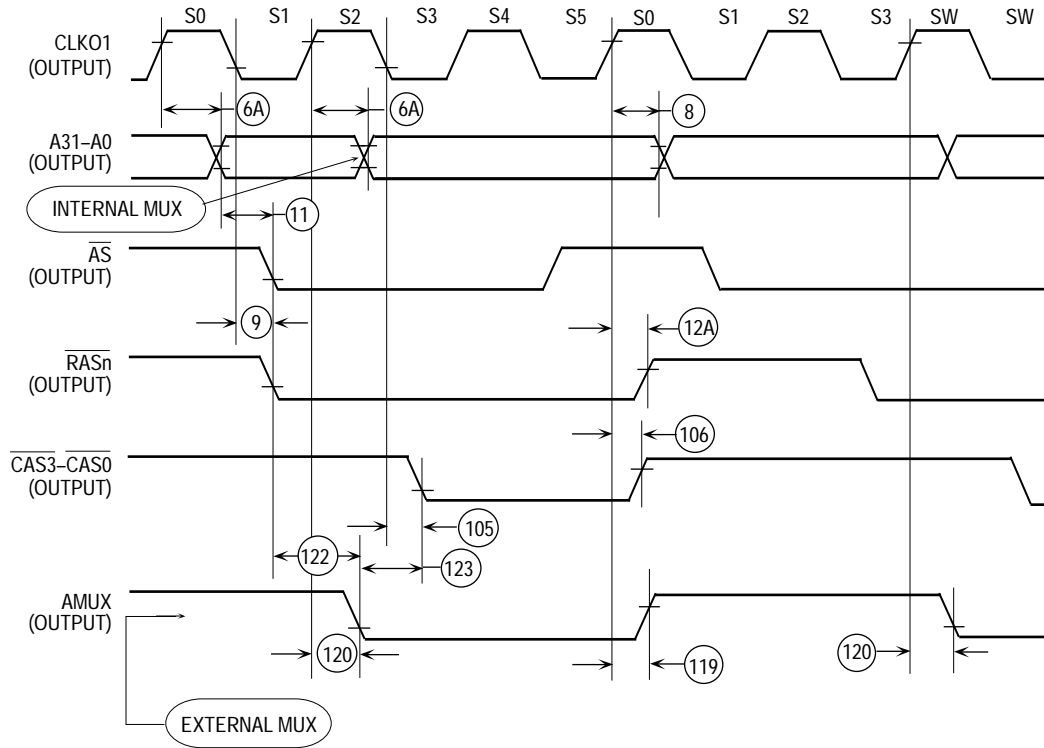 S0 S1 S2 S3 S4 S5 S0 S1 S2 S3 SW SW
CLKO1
(OUTPUT)
6A 6A 8
A31–A0
(OUTPUT)
INTERNAL MUX
11
AS
(OUTPUT)
9 12A
RASn
(OUTPUT)
106
CAS3–CAS0
(OUTPUT)
105
122 123
AMUX
(OUTPUT)
120 119 120
EXTERNAL MUX